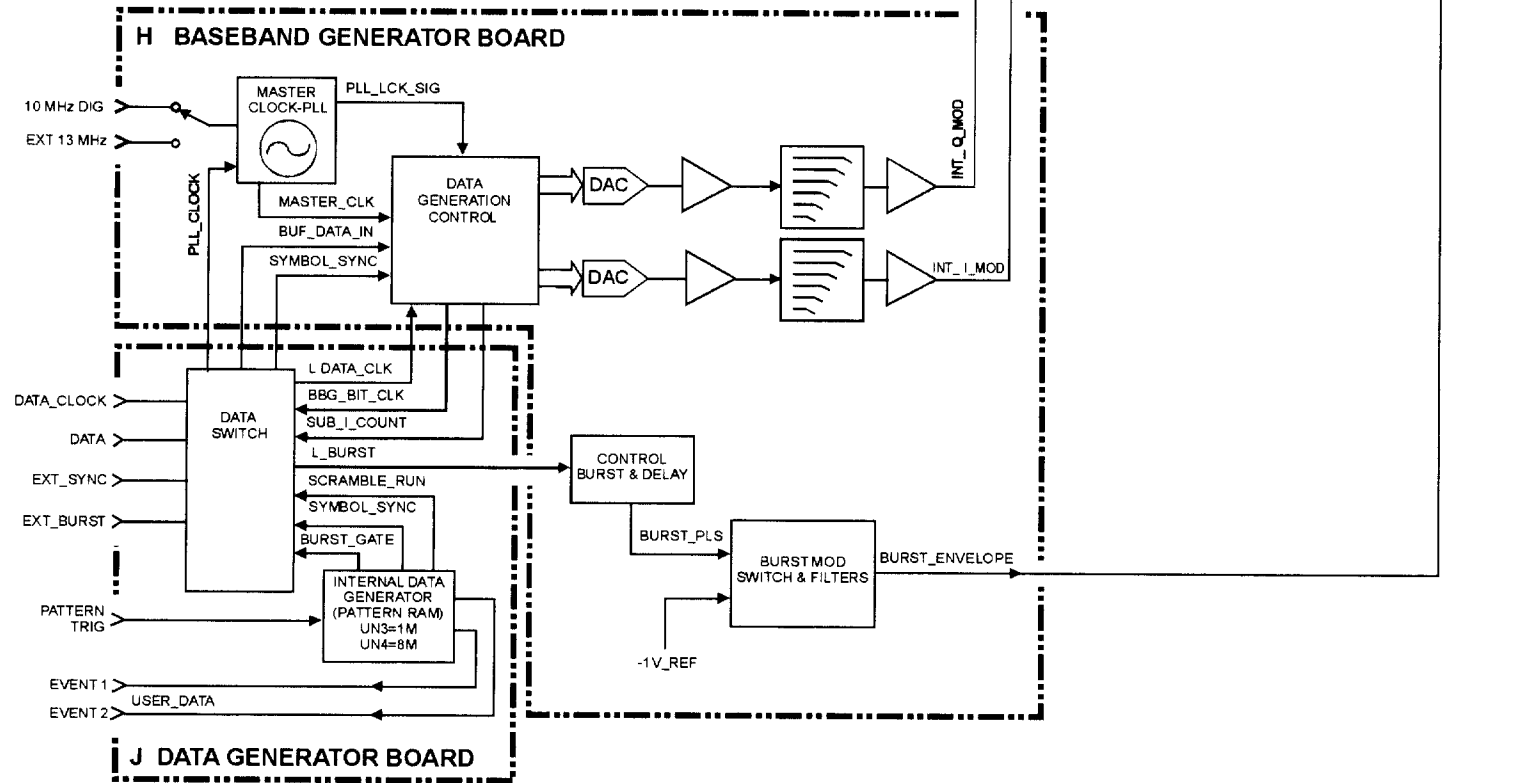 H BASEBAND GENERATOR BOARD
10 MHz DIG
EXT 13 MHz
MASTER
CLOCK-PLL
PLL_LCK_SIG
PLL_CLOCK
MASTER_CLK
BUF_DATA_IN
SYMBOL_SYNC
DATA
GENERATION
CONTROL
DAC
DAC
INT_Q_MOD
INT_I_MOD
DATA_CLOCK
DATA
EXT_SYNC
EXT_BURST
DATA
SWITCH
L DATA_CLK
BBG_BIT_CLK
SUB_I_COUNT
L_BURST
SCRAMBLE_RUN
SYMBOL_SYNC
BURST_GATE
CONTROL
BURST & DELAY
BURST_PLS
BURST MOD
SWITCH & FILTERS
BURST_ENVELOPE
-1V_REF
INTERNAL DATA
GENERATOR
(PATTERN RAM)
UN3=1M
UN4=8M
PATTERN
TRIG
EVENT 1
USER_DATA
EVENT 2
J DATA GENERATOR BOARD